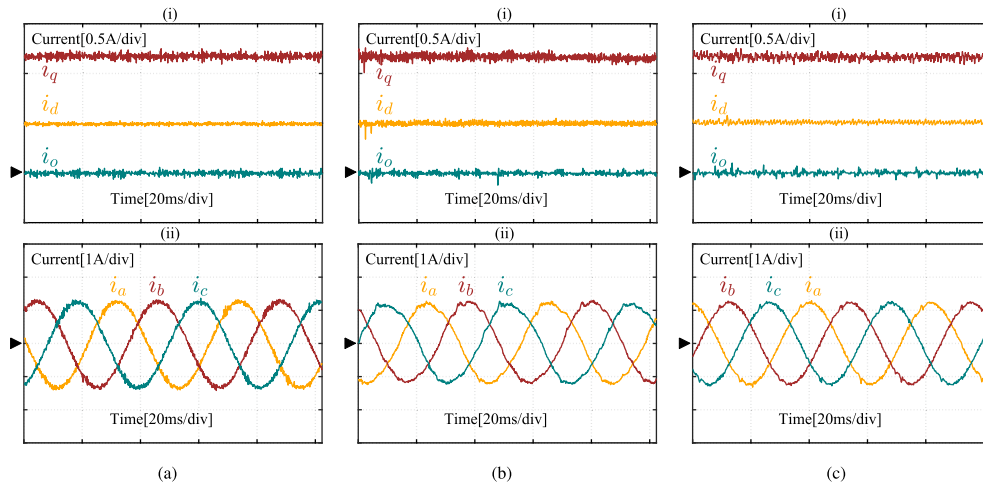 (i)
Current[0.5A/div]
i_q
i_d
i_o
Time[20ms/div]
(ii)
Current[1A/div]
i_a i_b i_c
Time[20ms/div]
(a)
(i)
Current[0.5A/div]
i_q
i_d
i_o
Time[20ms/div]
(ii)
Current[1A/div]
i_a i_b i_c
Time[20ms/div]
(b)
(i)
Current[0.5A/div]
i_q
i_d
i_o
Time[20ms/div]
(ii)
Current[1A/div]
i_b i_c i_a
Time[20ms/div]
(c)